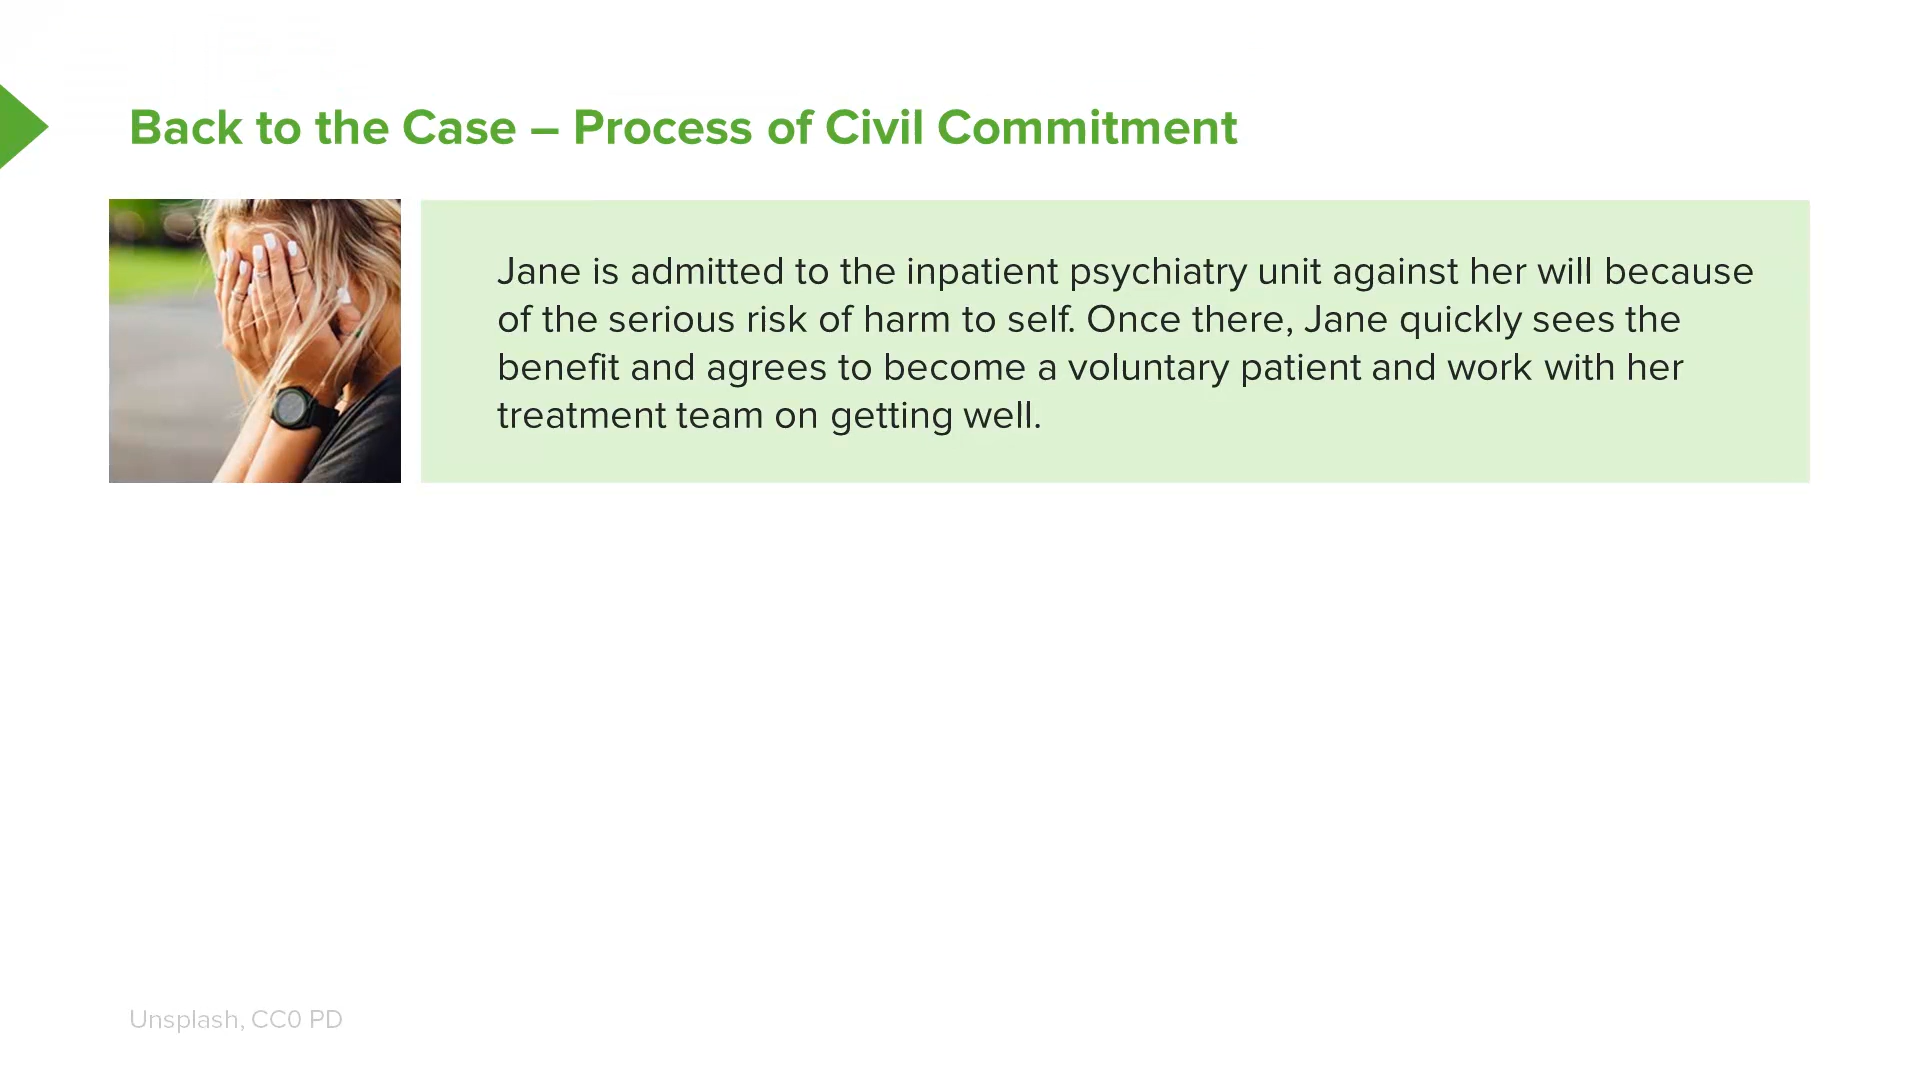 Back to the Case – Process of Civil Commitment
Jane is admitted to the inpatient psychiatry unit against her will because
of the serious risk of harm to self. Once there, Jane quickly sees the
benefit and agrees to become a voluntary patient and work with her
treatment team on getting well.
Unsplash, CC0 PD